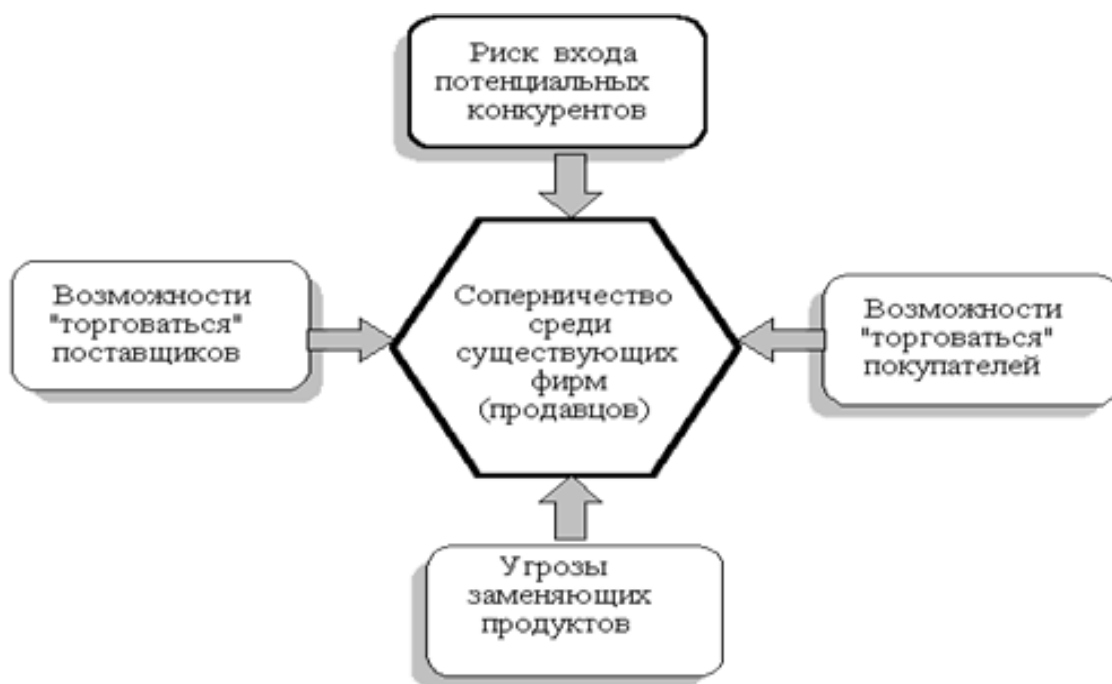 Риск входа
потенциальных
конкурентов
Возможности
"торговаться"
поставщиков
Соперничество
среди
существующих
фирм
(продавцов)
Возможности
"торговаться"
покупателей
Угрозы
заменяющих
продуктов